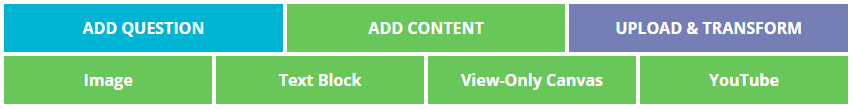 ADD QUESTION ADD CONTENT UPLOAD & TRANSFORM
Image Text Block View-Only Canvas YouTube